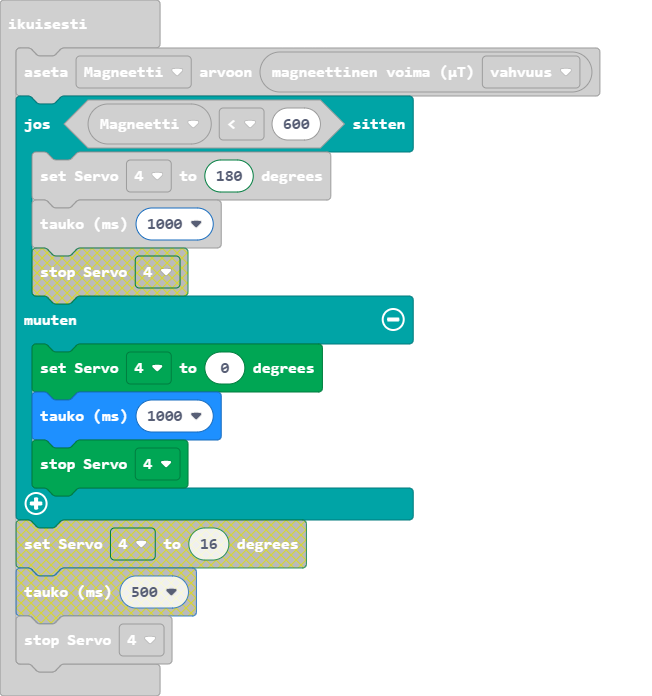 ikuisesti
aseta Magneetti arvoon magneettinen voima (µT) vahvuus
jos Magneetti < 600 sitten
set Servo 4 to 180 degrees
tauko (ms) 1000
stop Servo 4
muuten
set Servo 4 to 0 degrees
tauko (ms) 1000
stop Servo 4
set Servo 4 to 16 degrees
tauko (ms) 500
stop Servo 4